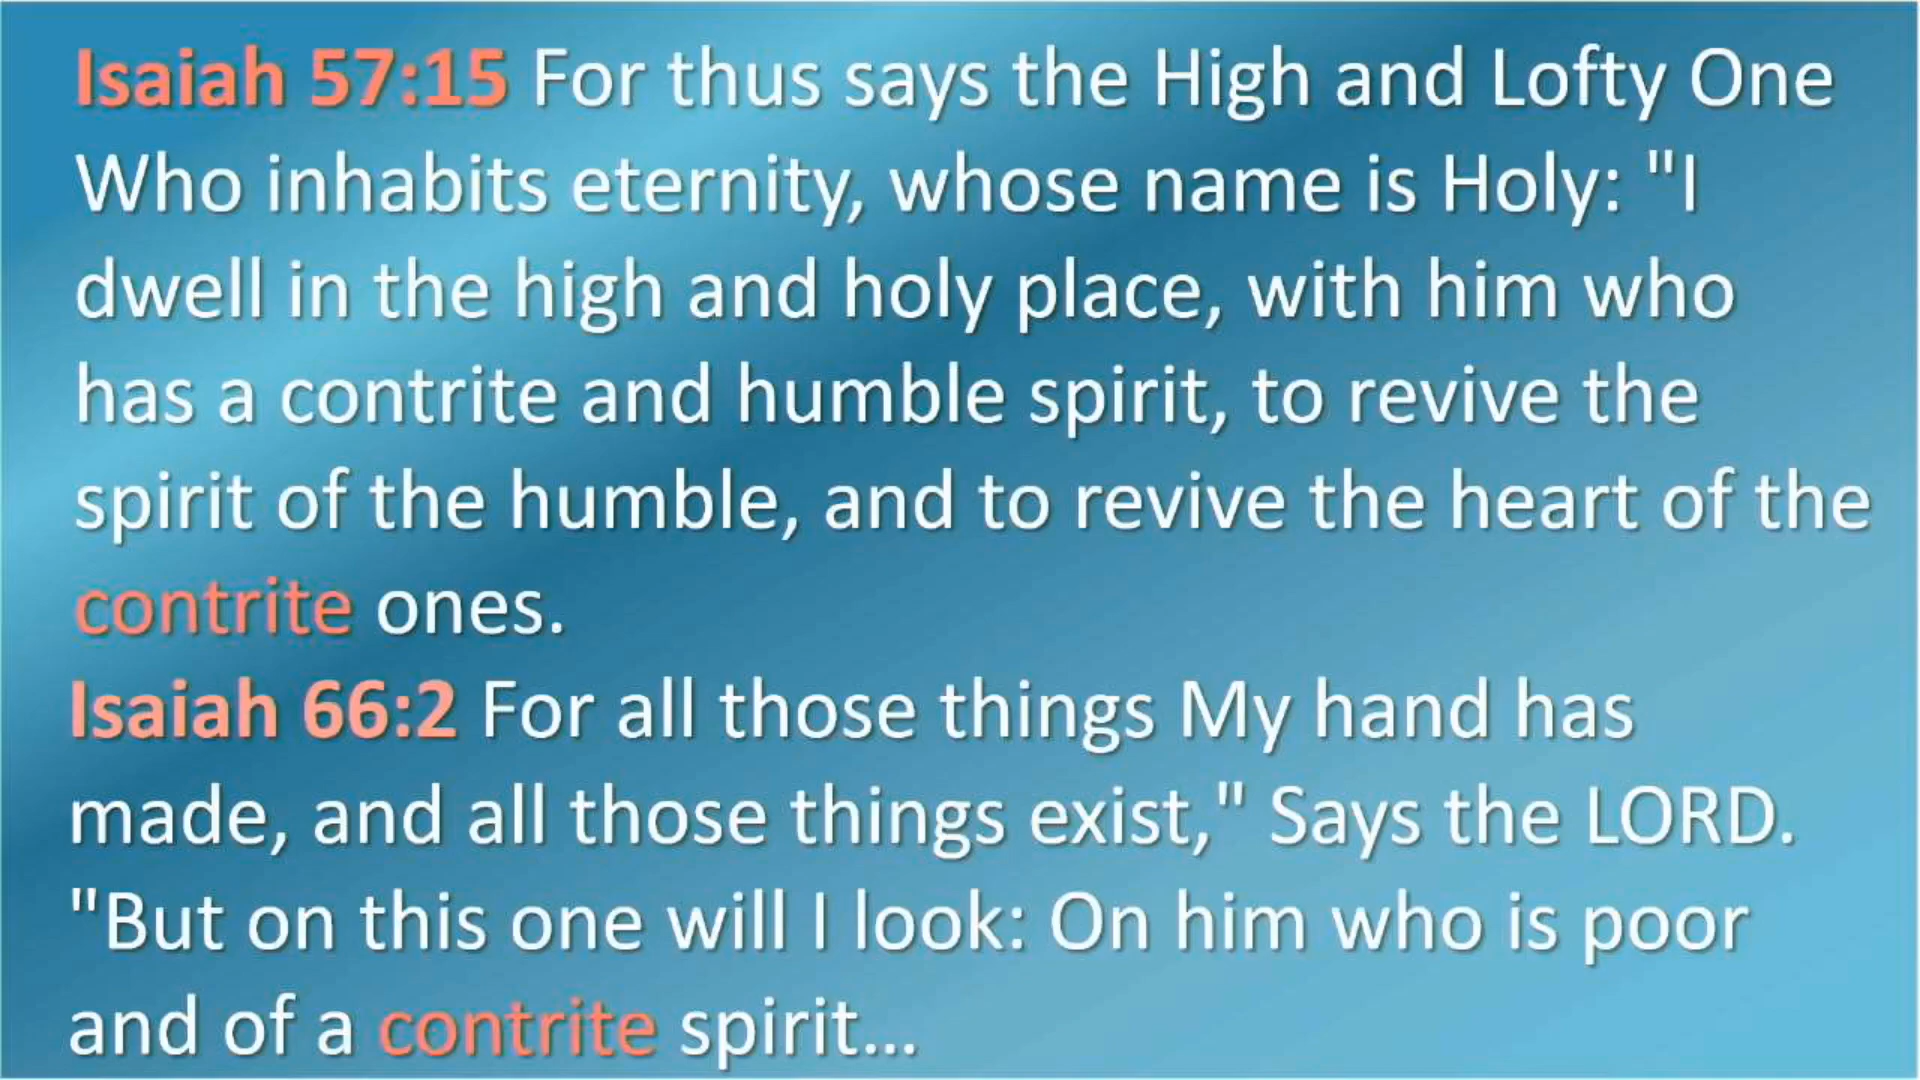 Isaiah 57:15 For thus says the High and Lofty One
Who inhabits eternity, whose name is Holy: "I
dwell in the high and holy place, with him who
has a contrite and humble spirit, to revive the
spirit of the humble, and to revive the heart of the
contrite ones.
Isaiah 66:2 For all those things My hand has
made, and all those things exist," Says the LORD.
"But on this one will I look: On him who is poor
and of a contrite spirit...